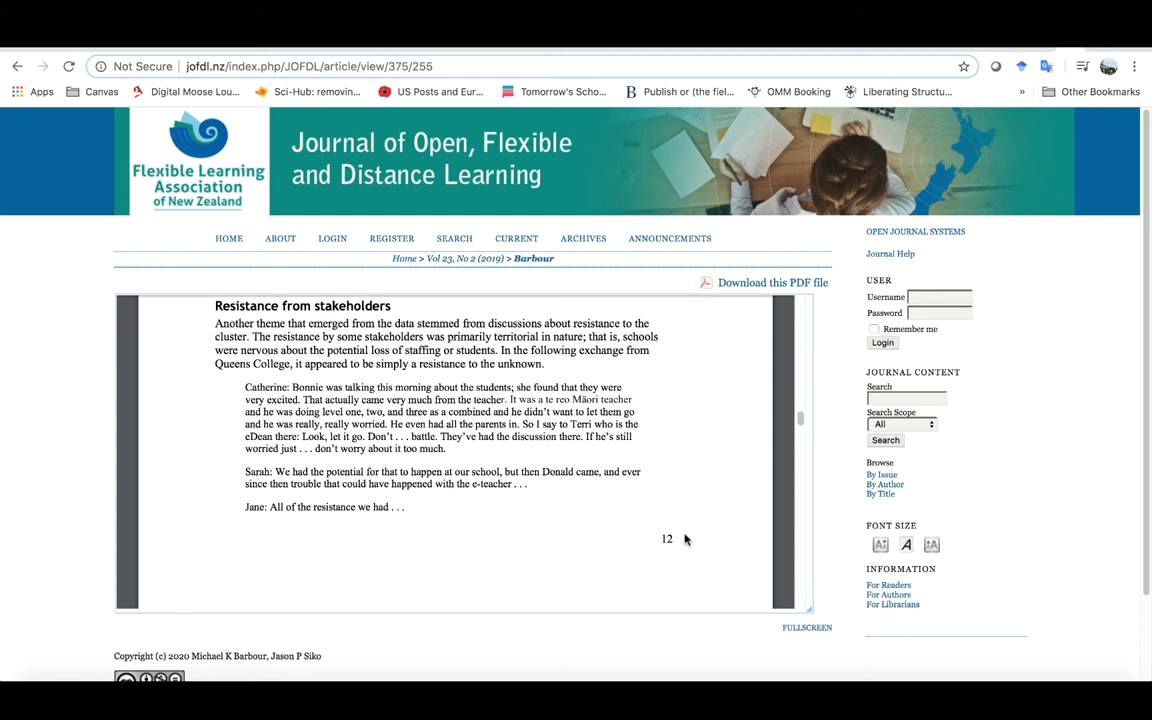 Not Secure
jofdl.nz/index.php/JOFDL/article/view/375/255
Apps
Canvas
Digital Moose Lou...
Sci-Hub: removin...
US Posts and Eur...
Tomorrow's Scho...
B Publish or (the fiel...
OMM Booking
Liberating Structu...
»
Other Bookmarks
Flexible Learning
Association
of New Zealand
Journal of Open, Flexible
and Distance Learning
HOME ABOUT LOGIN REGISTER SEARCH CURRENT ARCHIVES ANNOUNCEMENTS
Home > Vol 23, No 2 (2019) > Barbour
Download this PDF file
Resistance from stakeholders
Another theme that emerged from the data stemmed from discussions about resistance to the
cluster. The resistance by some stakeholders was primarily territorial in nature; that is, schools
were nervous about the potential loss of staffing or students. In the following exchange from
Queens College, it appeared to be simply a resistance to the unknown.
Catherine: Bonnie was talking this morning about the students; she found that they were
very excited. That actually came very much from the teacher. It was a te reo Māori teacher
and he was doing level one, two, and three as a combined and he didn't want to let them go
and he was really, really worried. He even had all the parents in. So I say to Terri who is the
eDean there: Look, let it go. Don't . . . battle. They've had the discussion there. If he's still
worried just . . . don't worry about it too much.
Sarah: We had the potential for that to happen at our school, but then Donald came, and ever
since then trouble that could have happened with the e-teacher . . .
Jane: All of the resistance we had . . .
12
FULLSCREEN
Copyright (c) 2020 Michael K Barbour, Jason P Siko
OPEN JOURNAL SYSTEMS
Journal Help
USER
Username
Password
Remember me
Login
JOURNAL CONTENT
Search
Search Scope
All
Search
Browse
By Issue
By Author
By Title
FONT SIZE
A A A
INFORMATION
For Readers
For Authors
For Librarians